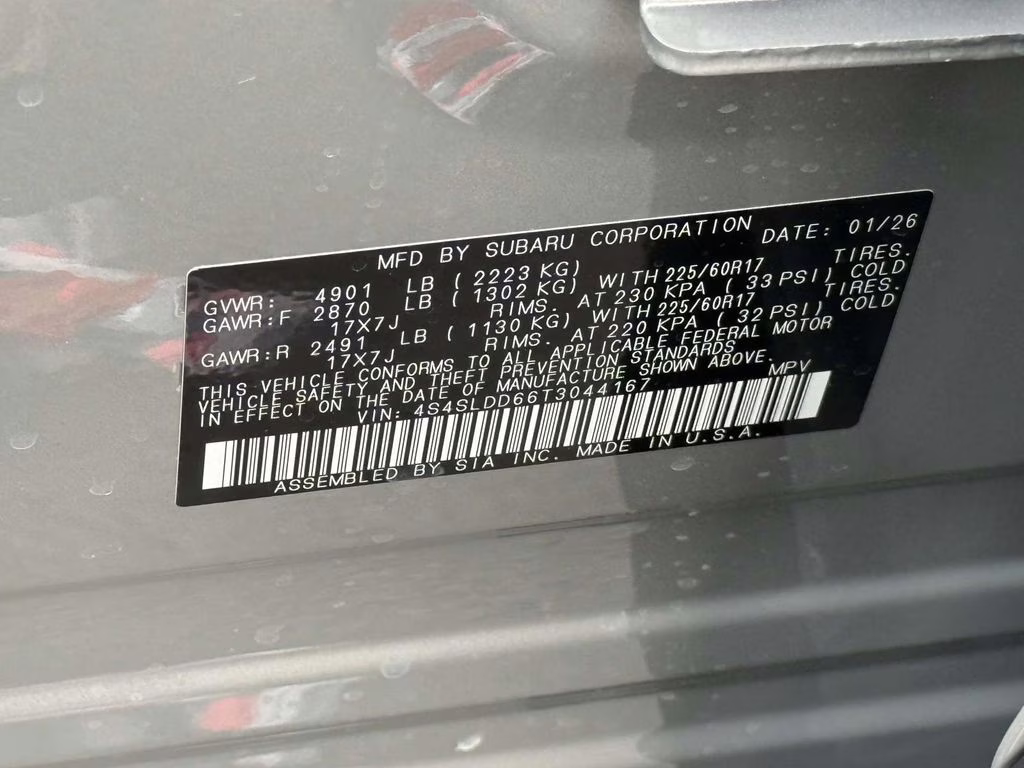 MFD BY SUBARU CORPORATION DATE: 01/26
GVWR: 4901 LB ( 2223 KG)
GAWR:F 2870 LB ( 1302 KG) WITH 225/60R17 TIRES.
17X7J RIMS. AT 230 KPA ( 33 PSI) COLD
GAWR:R 2491 LB ( 1130 KG) WITH 225/60R17 TIRES.
17X7J RIMS. AT 220 KPA ( 32 PSI) COLD
THIS VEHICLE CONFORMS TO ALL APPLICABLE FEDERAL MOTOR
VEHICLE SAFETY AND THEFT PREVENTION STANDARDS
IN EFFECT ON THE DATE OF MANUFACTURE SHOWN ABOVE.
VIN: 4S4SLDD66T3044167 MPV
ASSEMBLED BY SIA INC. MADE IN U.S.A.